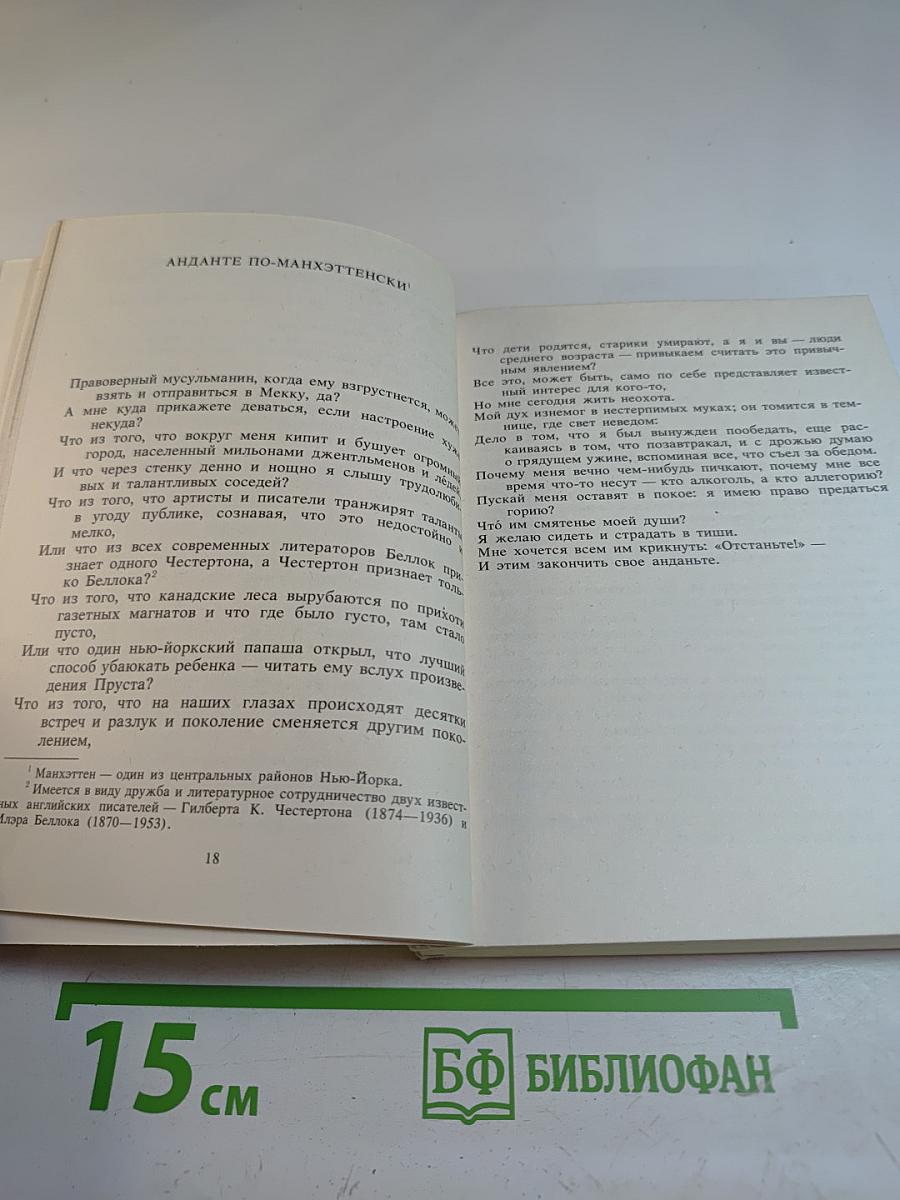 АНДАНТЕ ПО-МАНХЭТТЕНСКИ¹
Правоверный мусульманин, когда ему взгрустнется, может
взять и отправиться в Мекку, да?
А мне куда прикажете деваться, если настроение хуже
некуда?
Что из того, что вокруг меня кипит и бушует огромный
город, населенный мильонами джентльменов и лéдей,
И что через стенку денно и нощно я слышу трудолюби-
вых и талантливых соседей?
Что из того, что артисты и писатели транжирят таланты
в угоду публике, сознавая, что это недостойно и
мелко,
Или что из всех современных литераторов Беллок при-
знает одного Честертона, а Честертон признает толь-
ко Беллока?²
Что из того, что канадские леса вырубаются по прихоти
газетных магнатов и что где было густо, там стало
пусто,
Или что один нью-йоркский папаша открыл, что лучший
способ убаюкать ребенка — читать ему вслух произве-
дения Пруста?
Что из того, что на наших глазах происходят десятки
встреч и разлук и поколение сменяется другим поко-
лением,
¹ Манхэттен — один из центральных районов Нью-Йорка.
² Имеется в виду дружба и литературное сотрудничество двух извест-
ных английских писателей — Гилберта К. Честертона (1874—1936) и
Илэра Беллока (1870—1953).
18
Что дети родятся, старики умирают, а я и вы — люди
среднего возраста — привыкаем считать это привыч-
ным явлением?
Все это, может быть, само по себе представляет извест-
ный интерес для кого-то,
Но мне сегодня жить неохота.
Мой дух изнемог в нестерпимых муках; он томится в тем-
нице, где свет неведом:
Дело в том, что я был вынужден пообедать, еще рас-
каиваясь в том, что позавтракал, и с дрожью думаю
о грядущем ужине, вспоминая все, что съел за обедом.
Почему меня вечно чем-нибудь пичкают, почему мне все
время что-то несут — кто алкоголь, а кто аллегорию?
Пускай меня оставят в покое: я имею право предаться
горию?
Чтó им смятенье моей души?
Я желаю сидеть и страдать в тиши.
Мне хочется всем им крикнуть: «Отстаньте!» —
И этим закончить свое анданьте.
15 см
БФ БИБЛИОФАН